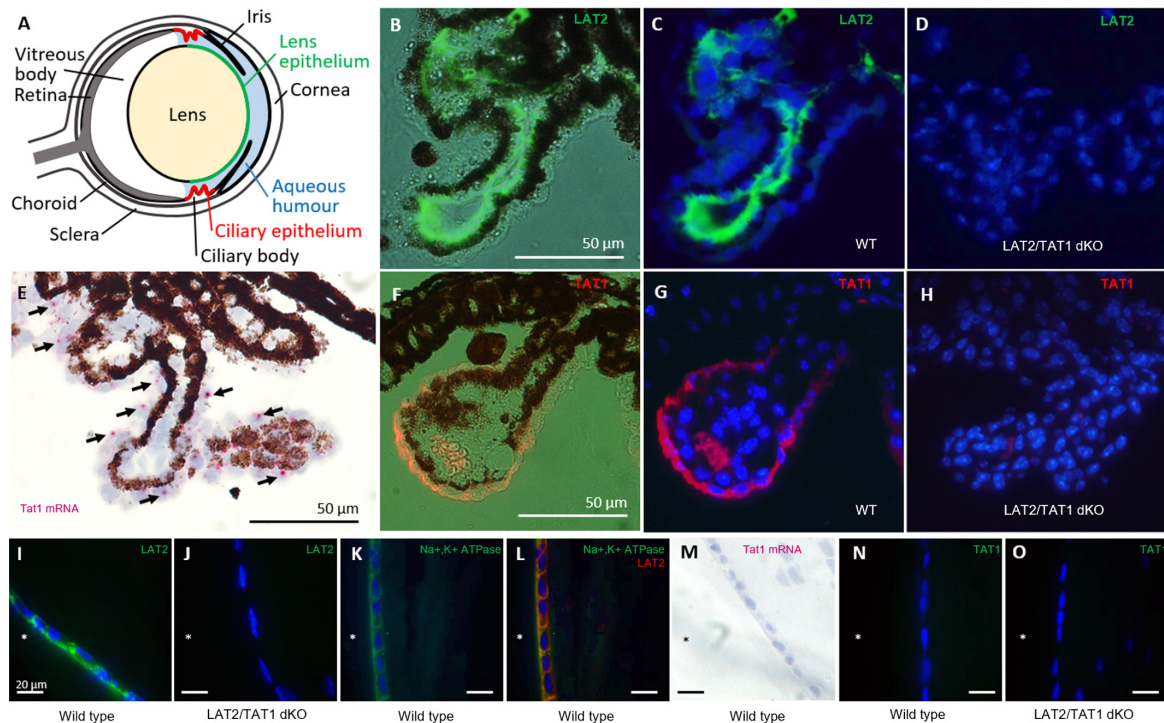 A
Iris
Lens
epithelium
Vitreous
body
Retina
Cornea
Lens
Choroid
Sclera
Aqueous
humour
Ciliary epithelium
Ciliary body
B
LAT2
50 µm
C
LAT2
WT
D
LAT2
LAT2/TAT1 dKO
E
Tat1 mRNA
50 µm
F
TAT1
50 µm
G
TAT1
WT
H
TAT1
LAT2/TAT1 dKO
I
LAT2
*
20 µm
Wild type
J
LAT2
*
LAT2/TAT1 dKO
K
Na+,K+ ATPase
*
Wild type
L
Na+,K+ ATPase
LAT2
*
Wild type
M
Tat1 mRNA
*
Wild type
N
TAT1
*
Wild type
O
TAT1
*
LAT2/TAT1 dKO